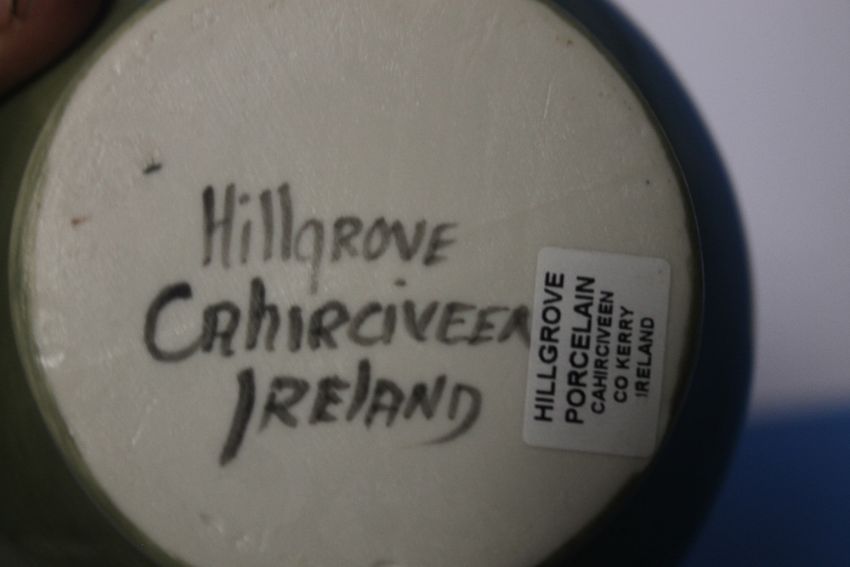 Hillgrove
Cahirciveen
IRElAND
HILLGROVE
PORCELAIN
CAHIRCIVEEN
CO KERRY
IRELAND